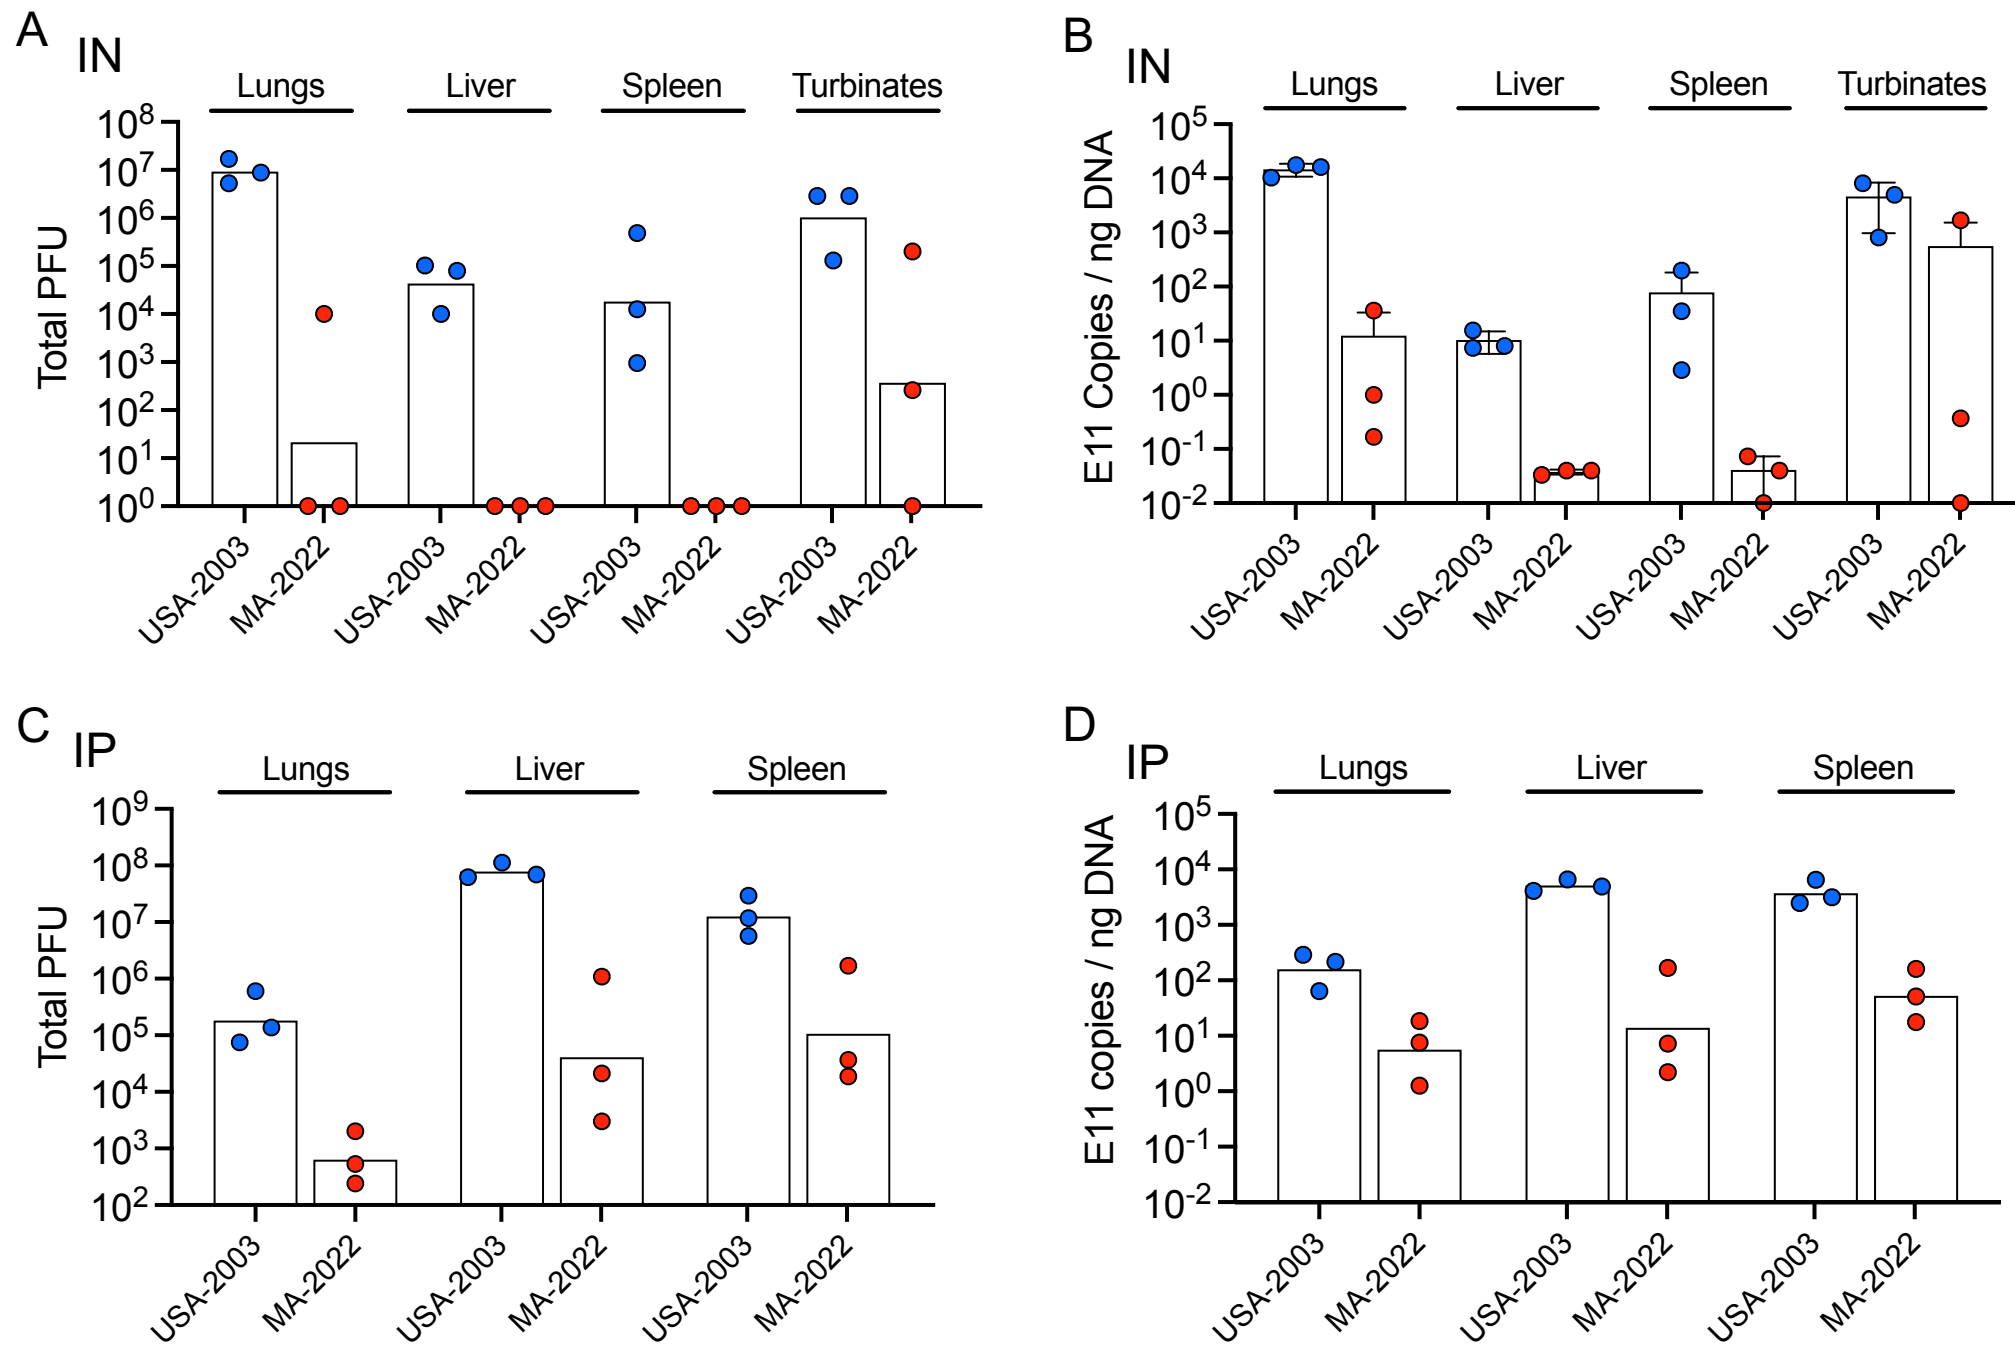 A
IN
Lungs Liver Spleen Turbinates
Total PFU
10^8
10^7
10^6
10^5
10^4
10^3
10^2
10^1
10^0
USA-2003 MA-2022 USA-2003 MA-2022 USA-2003 MA-2022 USA-2003 MA-2022
B
IN
Lungs Liver Spleen Turbinates
E11 Copies / ng DNA
10^5
10^4
10^3
10^2
10^1
10^0
10^-1
10^-2
USA-2003 MA-2022 USA-2003 MA-2022 USA-2003 MA-2022 USA-2003 MA-2022
C
IP
Lungs Liver Spleen
Total PFU
10^9
10^8
10^7
10^6
10^5
10^4
10^3
10^2
USA-2003 MA-2022 USA-2003 MA-2022 USA-2003 MA-2022
D
IP
Lungs Liver Spleen
E11 copies / ng DNA
10^5
10^4
10^3
10^2
10^1
10^0
10^-1
10^-2
USA-2003 MA-2022 USA-2003 MA-2022 USA-2003 MA-2022